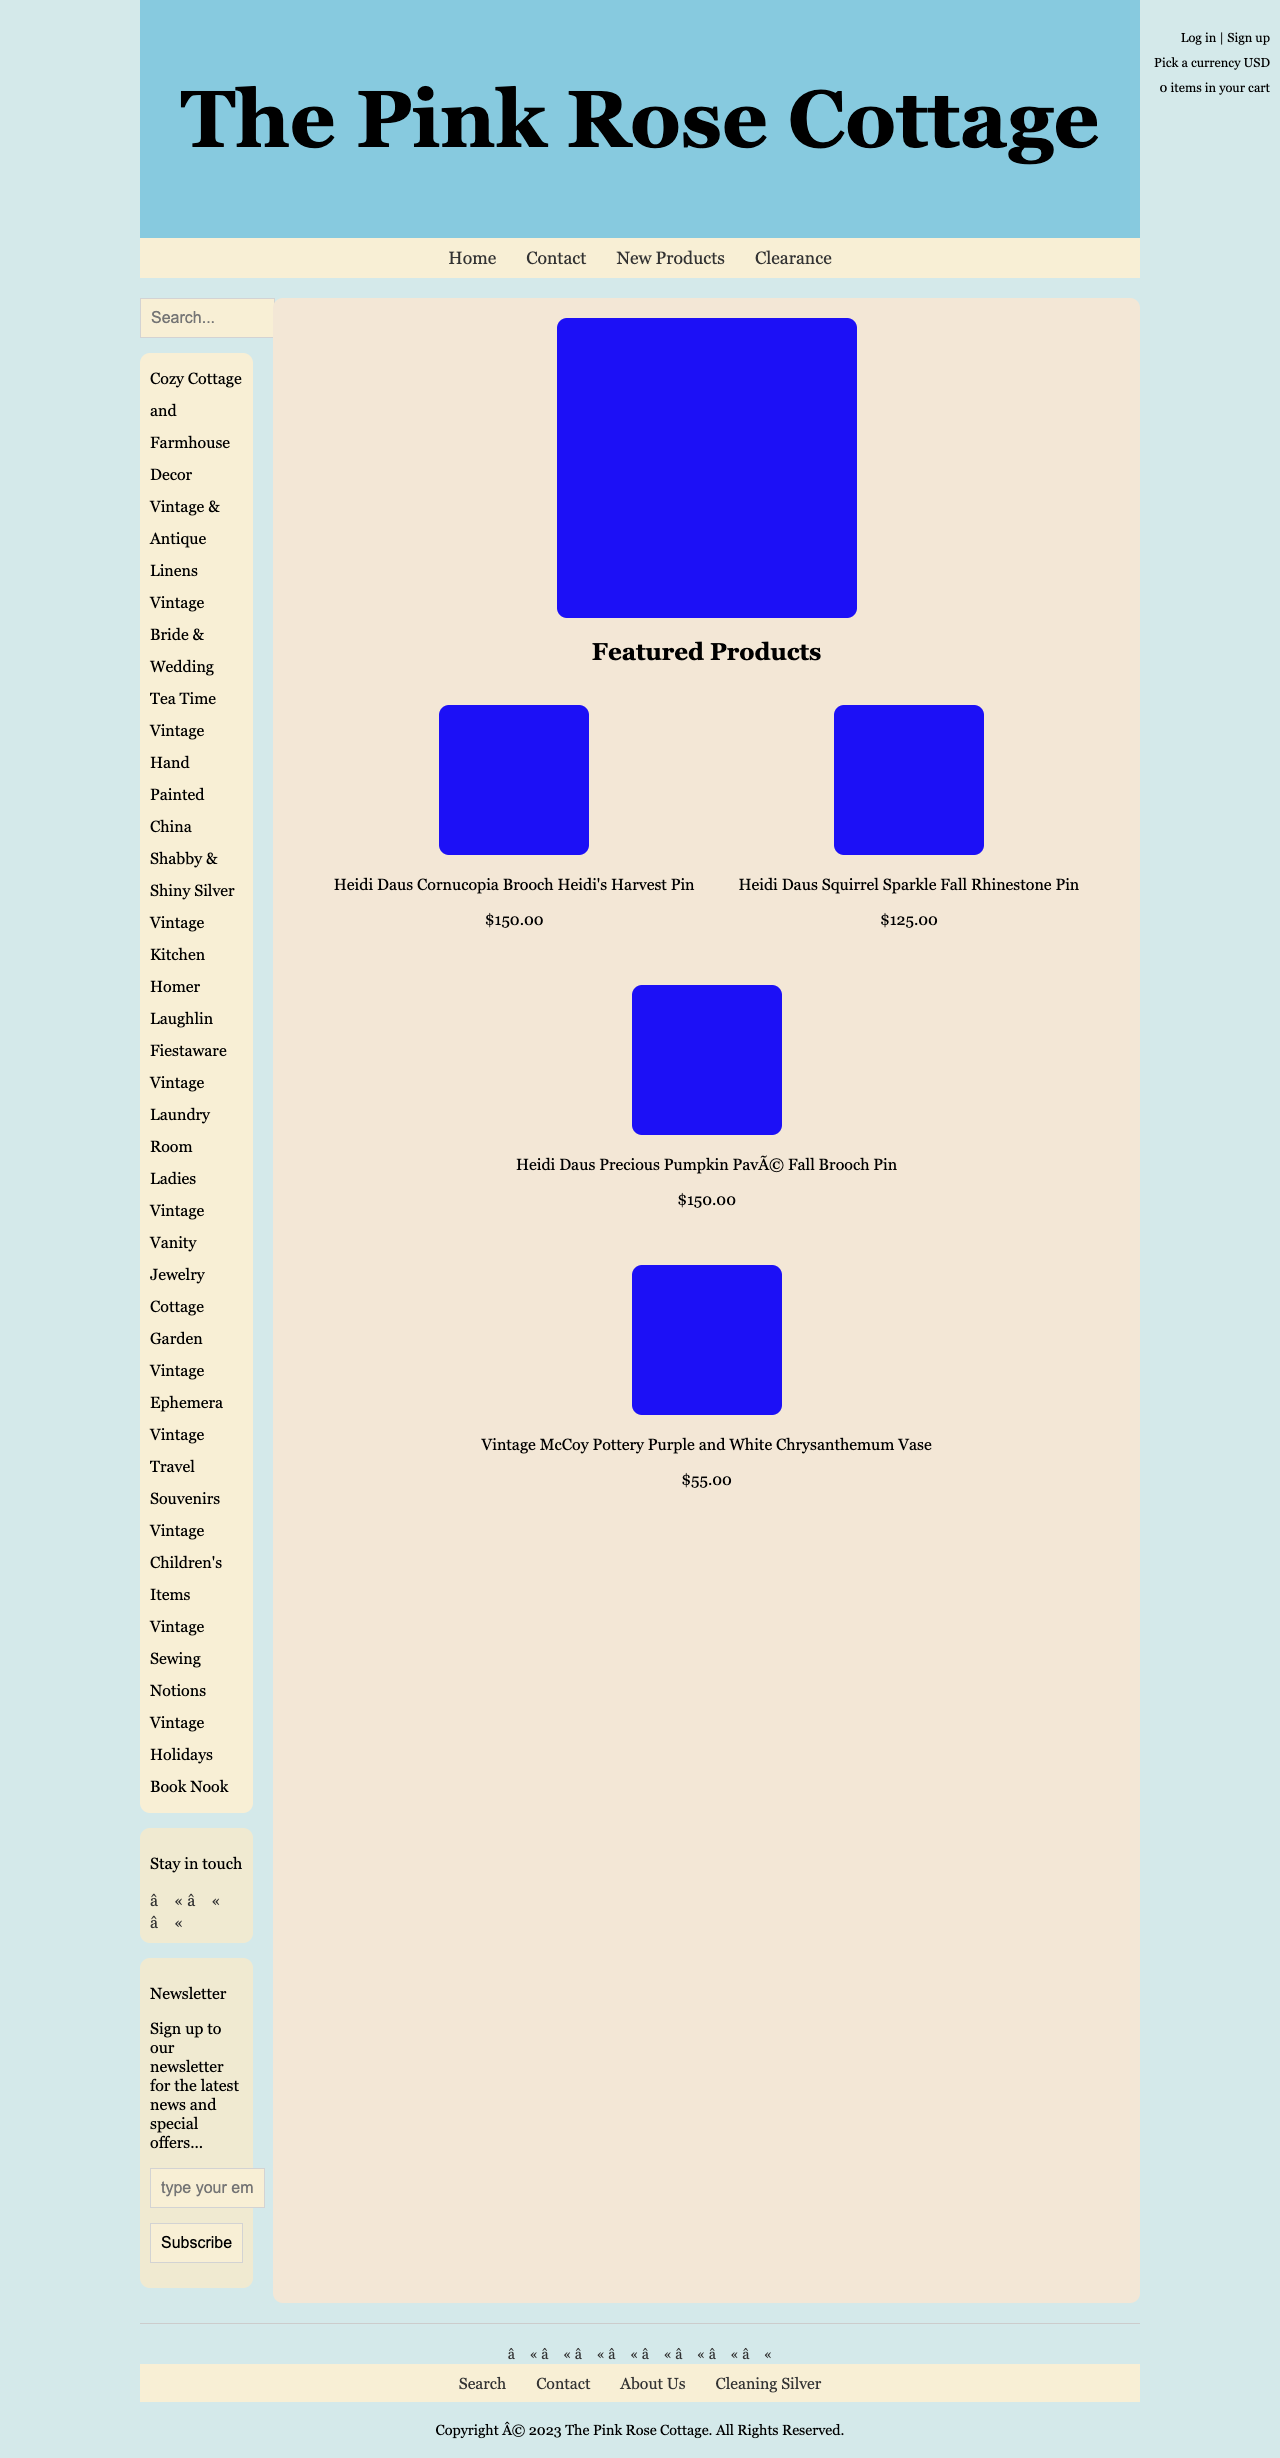 Log in | Sign up
Pick a currency USD
0 items in your cart
The Pink Rose Cottage
Home Contact New Products Clearance
Search...
Cozy Cottage
and
Farmhouse
Decor
Vintage &
Antique
Linens
Vintage
Bride &
Wedding
Tea Time
Vintage
Hand
Painted
China
Shabby &
Shiny Silver
Vintage
Kitchen
Homer
Laughlin
Fiestaware
Vintage
Laundry
Room
Ladies
Vintage
Vanity
Jewelry
Cottage
Garden
Vintage
Ephemera
Vintage
Travel
Souvenirs
Vintage
Children's
Items
Vintage
Sewing
Notions
Vintage
Holidays
Book Nook
Stay in touch
â « â «
â «
Newsletter
Sign up to
our
newsletter
for the latest
news and
special
offers...
type your em
Subscribe
Featured Products
Heidi Daus Cornucopia Brooch Heidi's Harvest Pin
$150.00
Heidi Daus Squirrel Sparkle Fall Rhinestone Pin
$125.00
Heidi Daus Precious Pumpkin PavÃ© Fall Brooch Pin
$150.00
Vintage McCoy Pottery Purple and White Chrysanthemum Vase
$55.00
â « â « â « â « â « â « â « â «
Search Contact About Us Cleaning Silver
Copyright Â© 2023 The Pink Rose Cottage. All Rights Reserved.